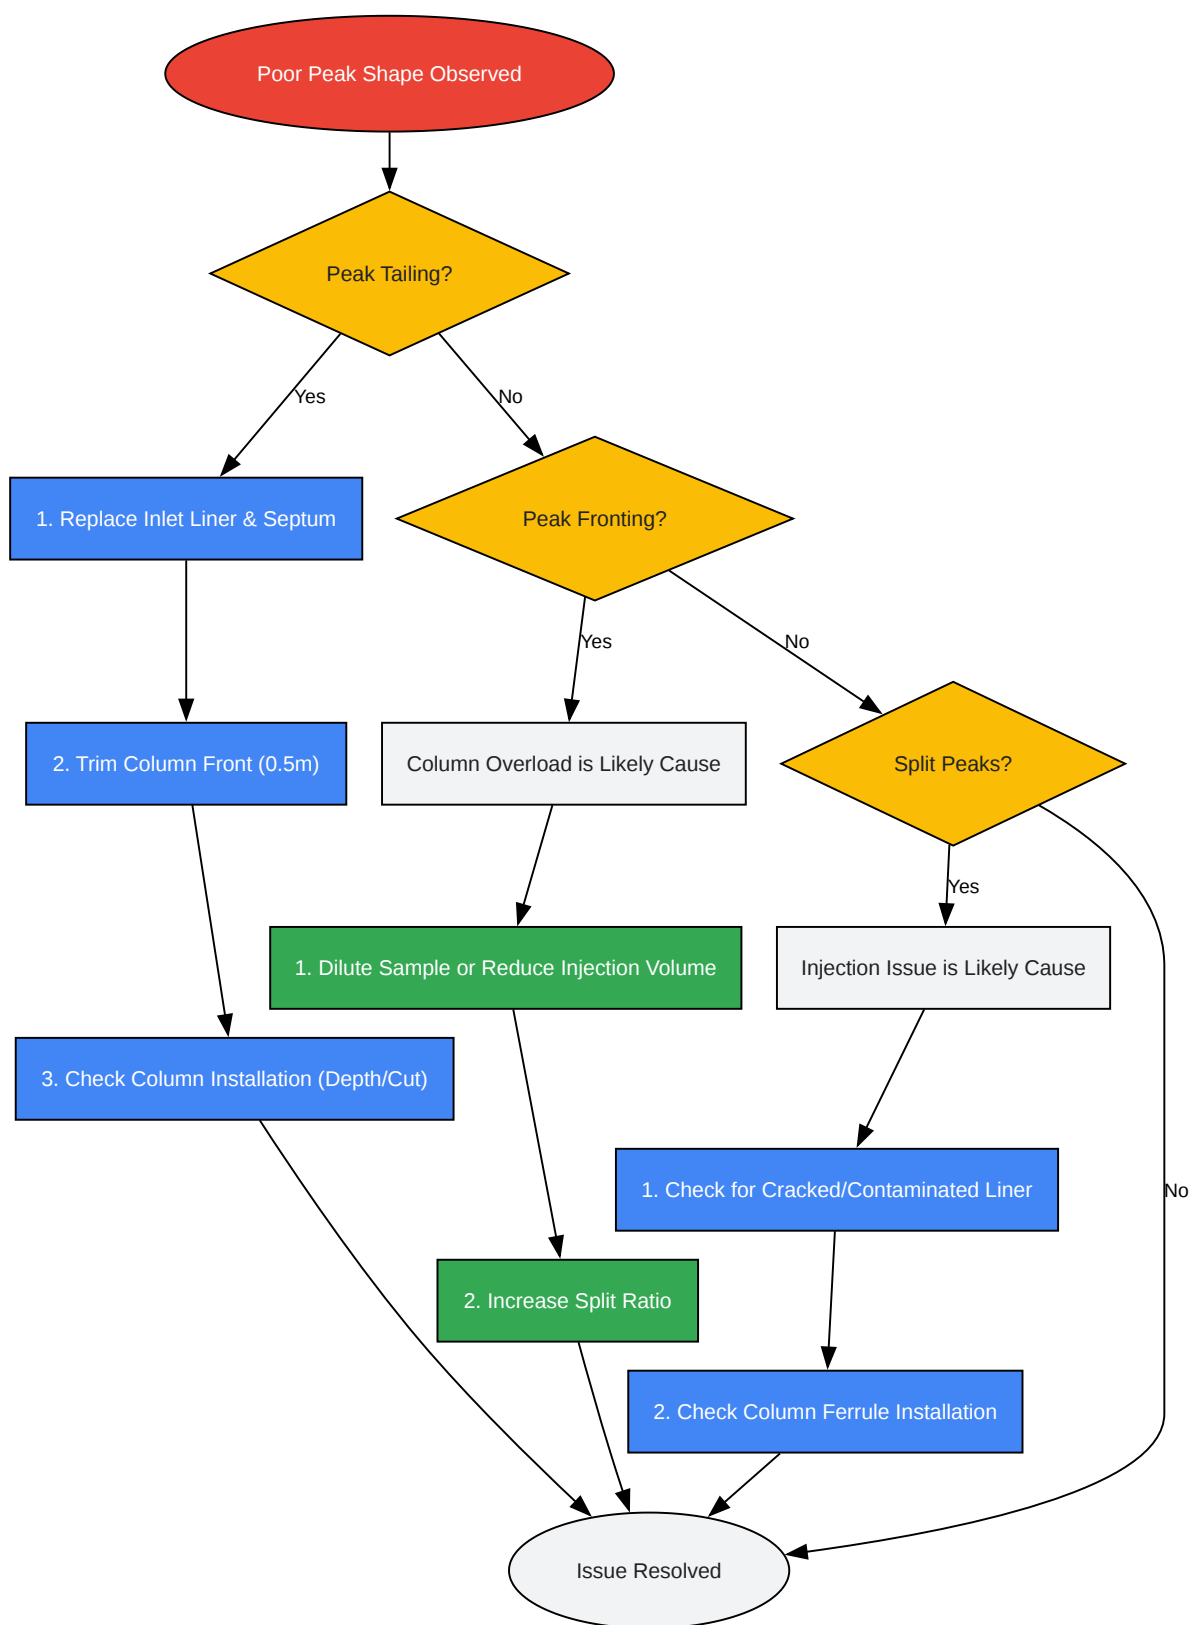 Poor Peak Shape Observed
Peak Tailing?
Yes
No
1. Replace Inlet Liner & Septum
Peak Fronting?
Yes
No
2. Trim Column Front (0.5m)
Column Overload is Likely Cause
Split Peaks?
Yes
1. Dilute Sample or Reduce Injection Volume
Injection Issue is Likely Cause
3. Check Column Installation (Depth/Cut)
1. Check for Cracked/Contaminated Liner
No
2. Increase Split Ratio
2. Check Column Ferrule Installation
Issue Resolved